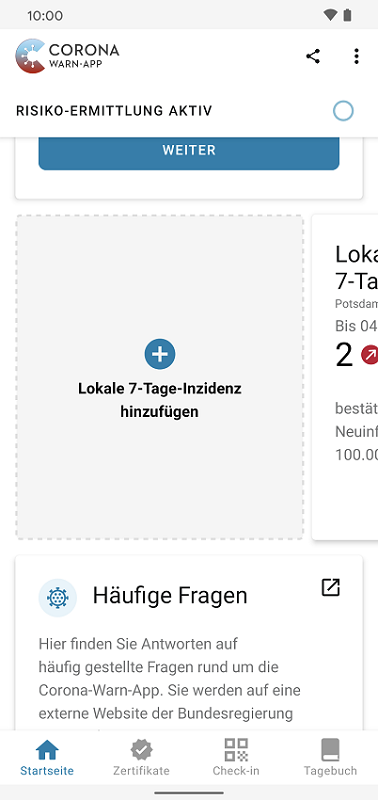 10:00
CORONA
WARN-APP
RISIKO-ERMITTLUNG AKTIV
WEITER
Lokale 7-Tage-Inzidenz
hinzufügen
7-Ta
Potsdam
Bis 04
2
bestät
Neuinf
100.00
Häufige Fragen
Hier finden Sie Antworten auf
häufig gestellte Fragen rund um die
Corona-Warn-App. Sie werden auf eine
externe Website der Bundesregierung
Startseite
Zertifikate
Check-in
Tagebuch